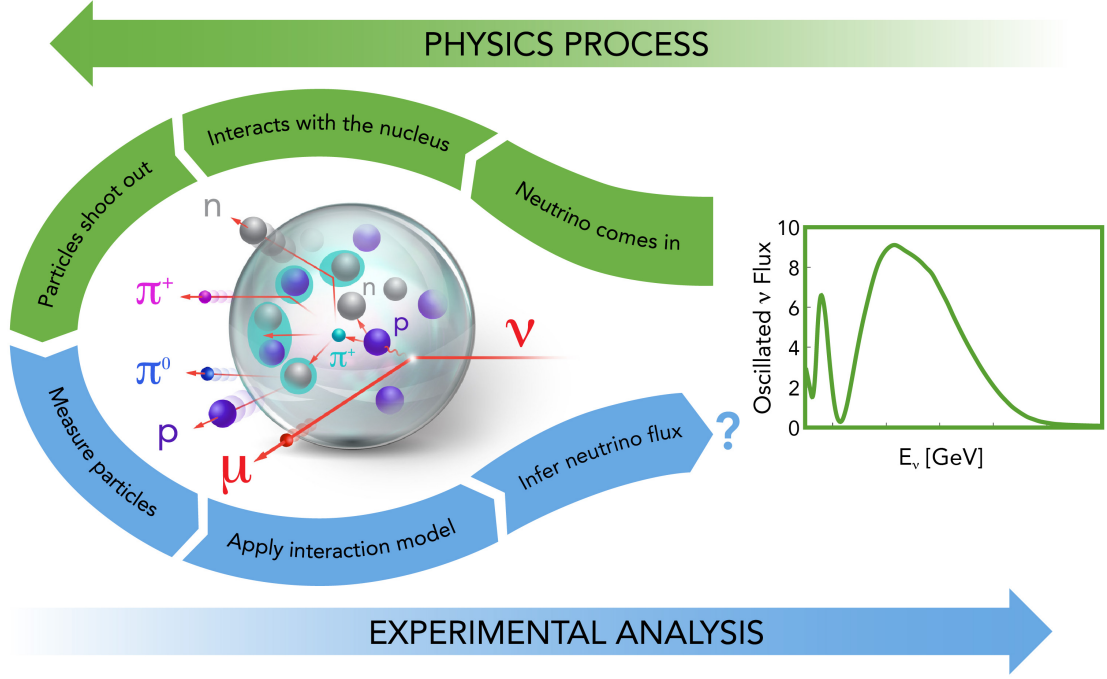 PHYSICS PROCESS
Interacts with the nucleus
Particles shoot out
Neutrino comes in
n
π⁺
π⁰
p
μ
n
p
π⁺
ν
Oscillated ν Flux
10
8
6
4
2
0
Eᵥ [GeV]
Measure particles
Apply interaction model
Infer neutrino flux
?
EXPERIMENTAL ANALYSIS